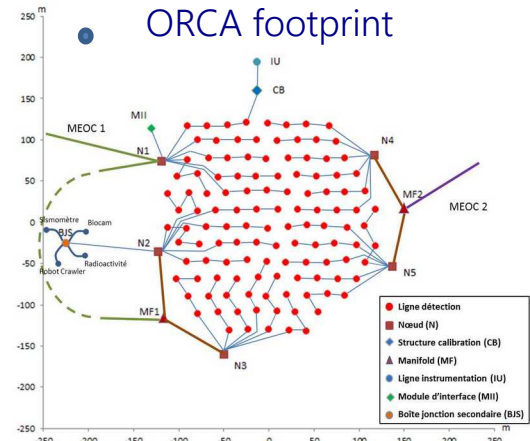 ORCA footprint
m
250
200
150
100
50
0
-50
-100
-150
-200
-250
-250 -200 -150 -100 -50 0 50 100 150 200 250
m
IU
CB
MII
MEOC 1
N1
N4
MF2
MEOC 2
Sismomètre
BJS
Biocam
Radioactivité
Robot Crawler
N2
N5
MF1
N3
Ligne détection
Nœud (N)
Structure calibration (CB)
Manifold (MF)
Ligne instrumentation (IU)
Module d'interface (MII)
Boîte jonction secondaire (BJS)